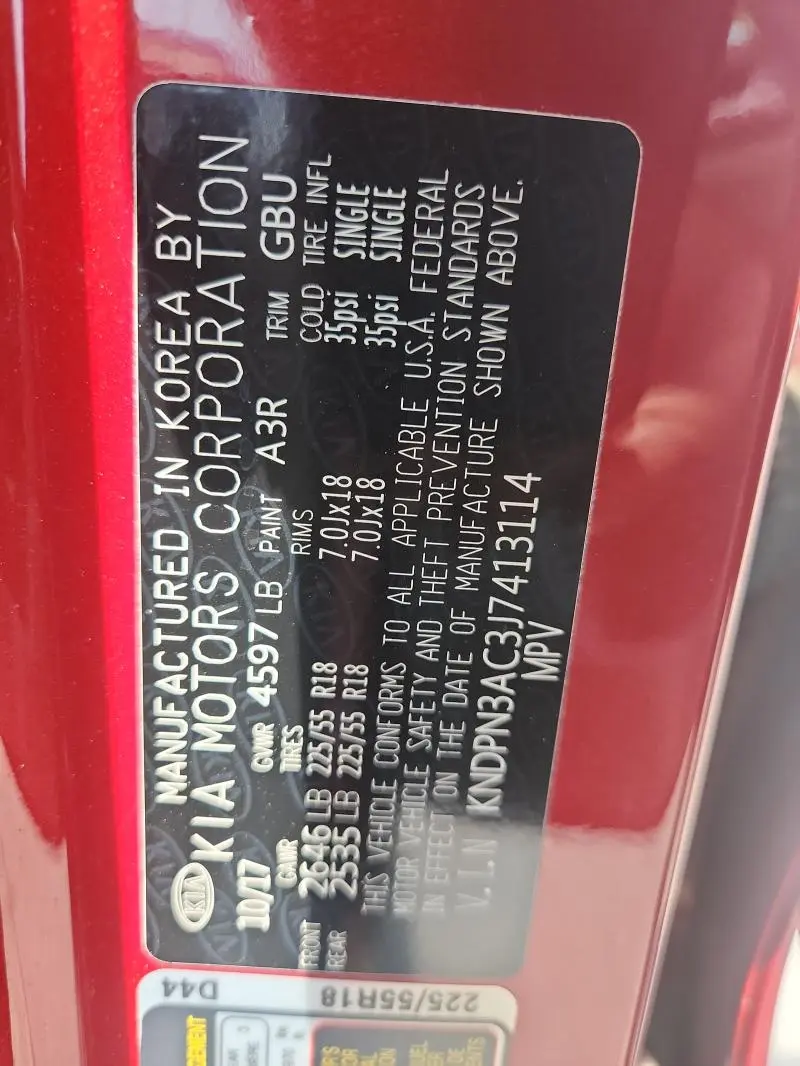 KIA
MANUFACTURED IN KOREA BY
KIA MOTORS CORPORATION
10/17 GVWR 4597 LB PAINT A3R TRIM GBU
GAWR TIRES RIMS COLD TIRE INFL
FRONT 2646 LB 225/55 R18 7.0Jx18 35psi SINGLE
REAR 2535 LB 225/55 R18 7.0Jx18 35psi SINGLE
THIS VEHICLE CONFORMS TO ALL APPLICABLE U.S.A. FEDERAL
MOTOR VEHICLE SAFETY AND THEFT PREVENTION STANDARDS
IN EFFECT ON THE DATE OF MANUFACTURE SHOWN ABOVE.
V.I.N KNDPN3AC3J7413114
MPV
D44
225/55R18